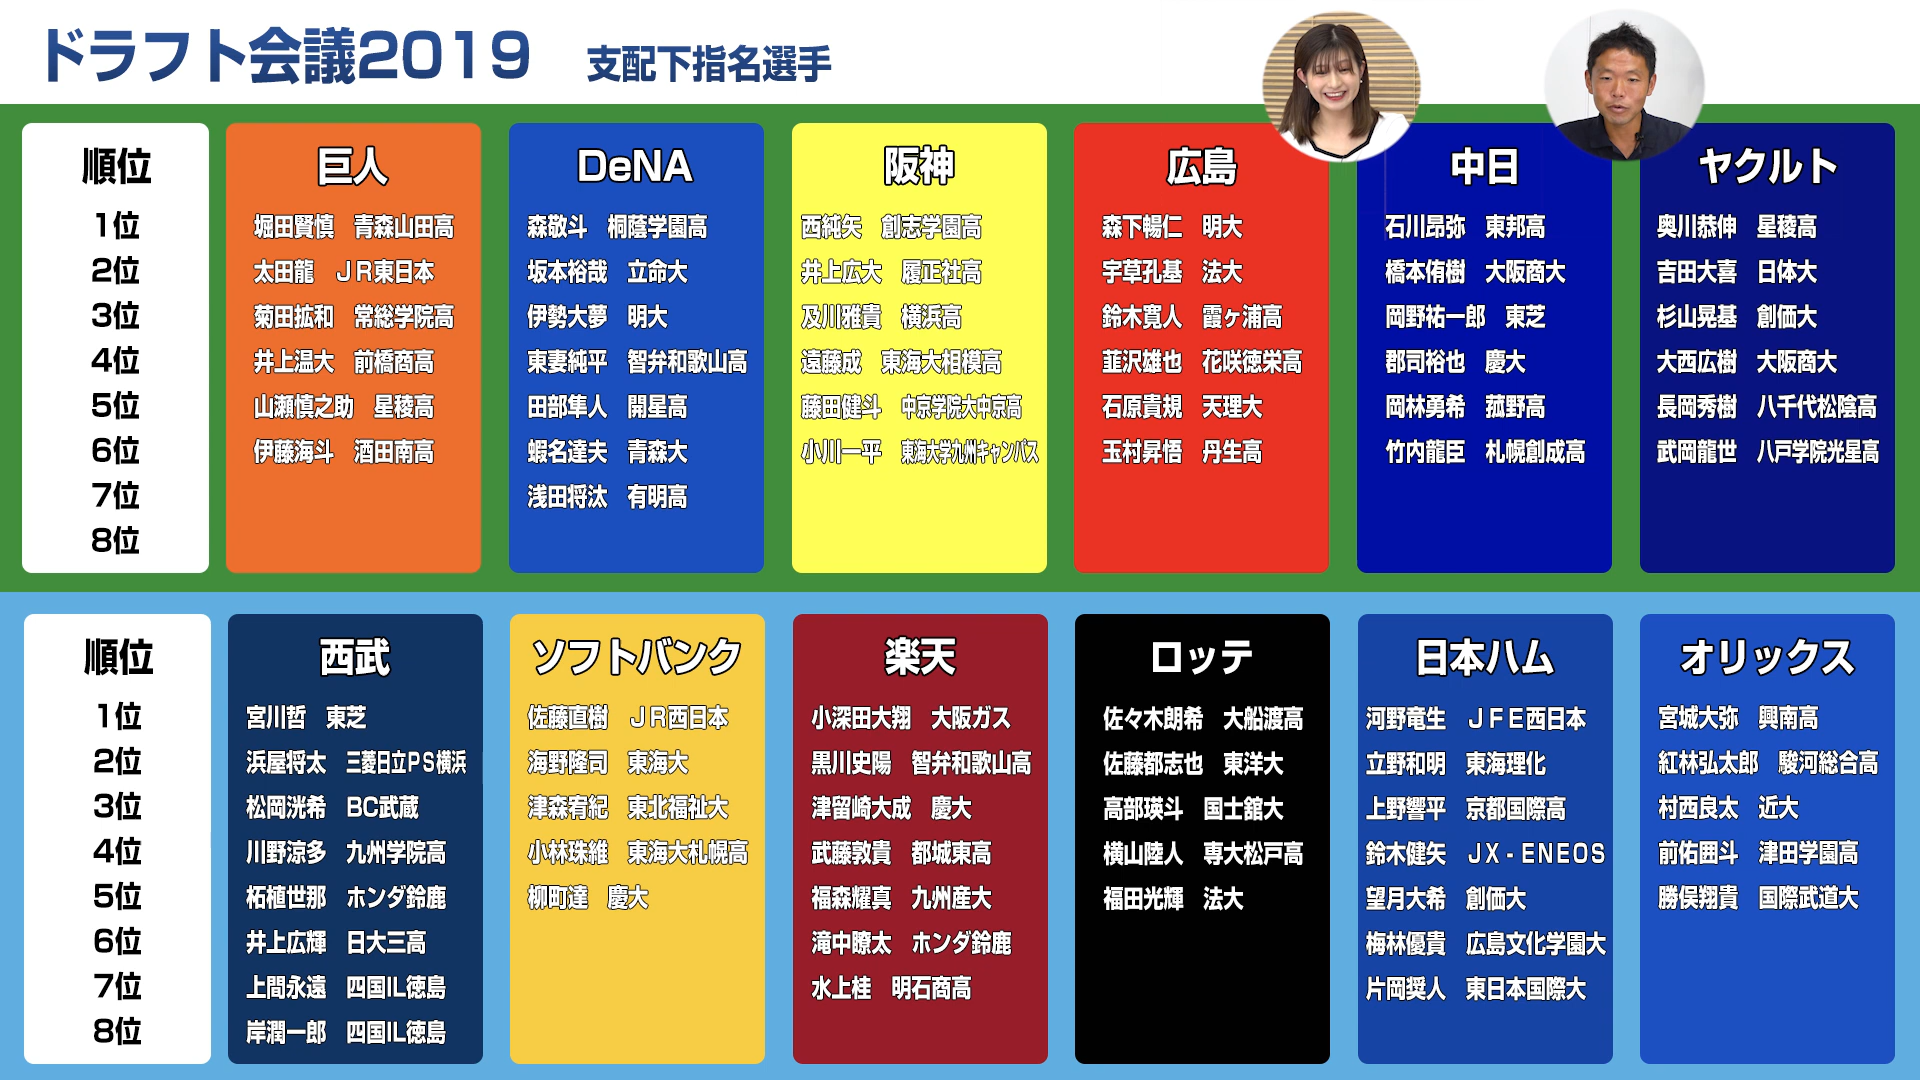 ドラフト会議2019 支配下指名選手
順位 巨人 DeNA 阪神 広島 中日 ヤクルト
1位 堀田賢慎 青森山田高 森敬斗 桐蔭学園高 西純矢 創志学園高 森下暢仁 明大 石川昂弥 東邦高 奥川恭伸 星稜高
2位 太田龍 JR東日本 坂本裕哉 立命大 井上広大 履正社高 宇草孔基 法大 橋本侑樹 大阪商大 吉田大喜 日体大
3位 菊田拡和 常総学院高 伊勢大夢 明大 及川雅貴 横浜高 鈴木寛人 霞ヶ浦高 岡野祐一郎 東芝 杉山晃基 創価大
4位 井上温大 前橋商高 東妻純平 智弁和歌山高 遠藤成 東海大相模高 韮沢雄也 花咲徳栄高 郡司裕也 慶大 大西広樹 大阪商大
5位 山瀬慎之助 星稜高 田部隼人 開星高 藤田健斗 中京学院大中京高 石原貴規 天理大 岡林勇希 菰野高 長岡秀樹 八千代松陰高
6位 伊藤海斗 酒田南高 蝦名達夫 青森大 小川一平 東海大学九州キャンパス 玉村昇悟 丹生高 竹内龍臣 札幌創成高 武岡龍世 八戸学院光星高
7位 浅田将汰 有明高
8位
順位 西武 ソフトバンク 楽天 ロッテ 日本ハム オリックス
1位 宮川哲 東芝 佐藤直樹 JR西日本 小深田大翔 大阪ガス 佐々木朗希 大船渡高 河野竜生 JFE西日本 宮城大弥 興南高
2位 浜屋将太 三菱日立PS横浜 海野隆司 東海大 黒川史陽 智弁和歌山高 佐藤都志也 東洋大 立野和明 東海理化 紅林弘太郎 駿河総合高
3位 松岡洸希 BC武蔵 津森宥紀 東北福祉大 津留崎大成 慶大 高部瑛斗 国士舘大 上野響平 京都国際高 村西良太 近大
4位 川野涼多 九州学院高 小林珠維 東海大札幌高 武藤敦貴 都城東高 横山陸人 専大松戸高 鈴木健矢 JX-ENEOS 前佑囲斗 津田学園高
5位 柘植世那 ホンダ鈴鹿 柳町達 慶大 福森耀真 九州産大 福田光輝 法大 望月大希 創価大 勝俣翔貴 国際武道大
6位 井上広輝 日大三高 滝中瞭太 ホンダ鈴鹿 梅林優貴 広島文化学園大
7位 上間永遠 四国IL徳島 水上桂 明石商高 片岡奨人 東日本国際大
8位 岸潤一郎 四国IL徳島